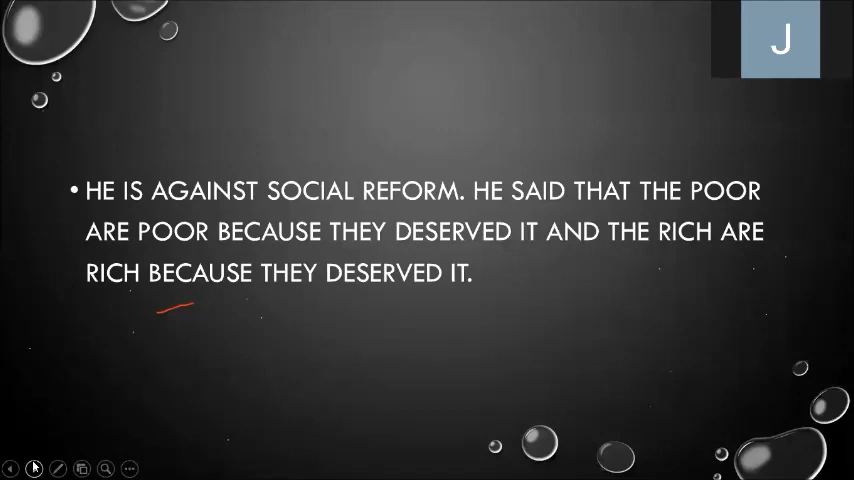 J
• HE IS AGAINST SOCIAL REFORM. HE SAID THAT THE POOR
ARE POOR BECAUSE THEY DESERVED IT AND THE RICH ARE
RICH BECAUSE THEY DESERVED IT.